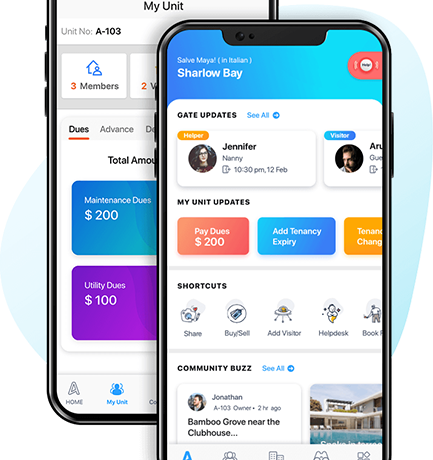 My Unit
Unit No: A-103
3 Members
2 V
Dues Advance De
Total Amou
Maintenance Dues
$ 200
Utility Dues
$ 100
HOME
My Unit
Co
Salve Maya! ( in Italian )
Sharlow Bay
Help!
GATE UPDATES See All
Helper
Jennifer
Nanny
10:30 pm,12 Feb
Visitor
Aru
Gue
MY UNIT UPDATES
Pay Dues
$ 200
Add Tenancy
Expiry
Tenan
Chang
SHORTCUTS
Share
Buy/Sell
Add Visitor
Helpdesk
Book F
COMMUNITY BUZZ See All
Jonathan
A-103 Owner • 2 hr ago
Bamboo Grove near the
Clubhouse...